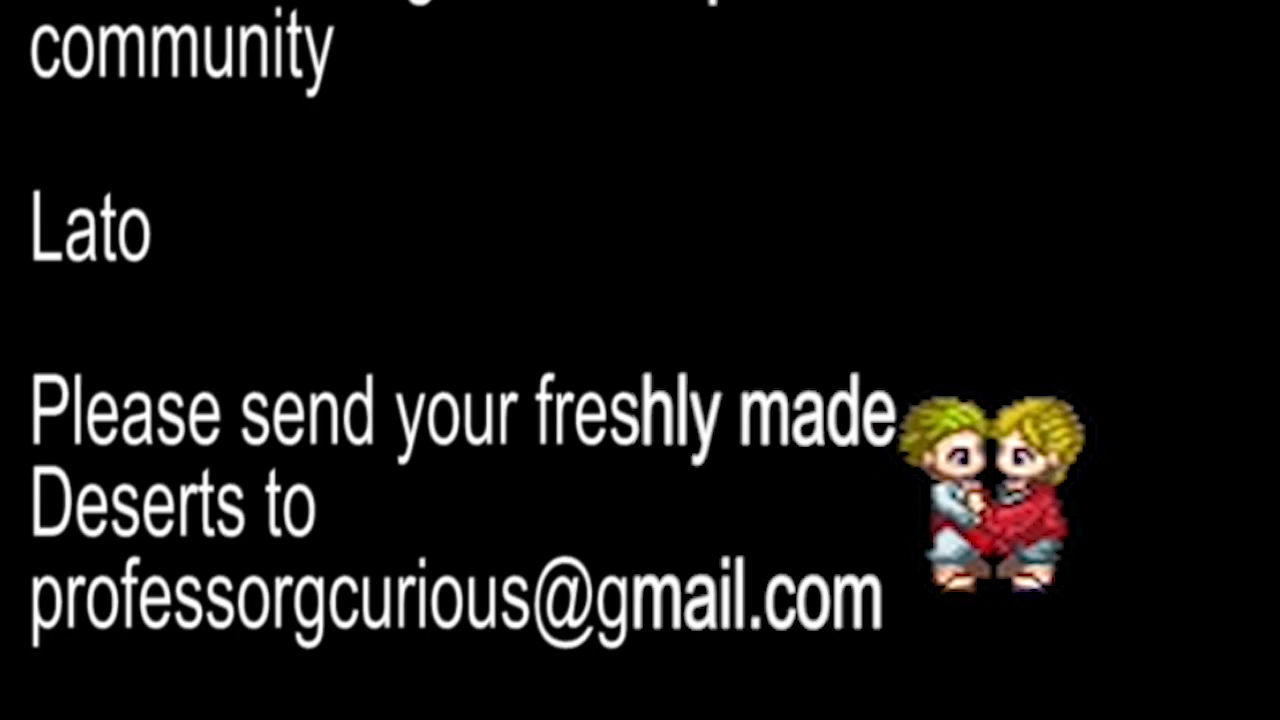 community
Lato
Please send your freshly made
Deserts to
professorgcurious@gmail.com